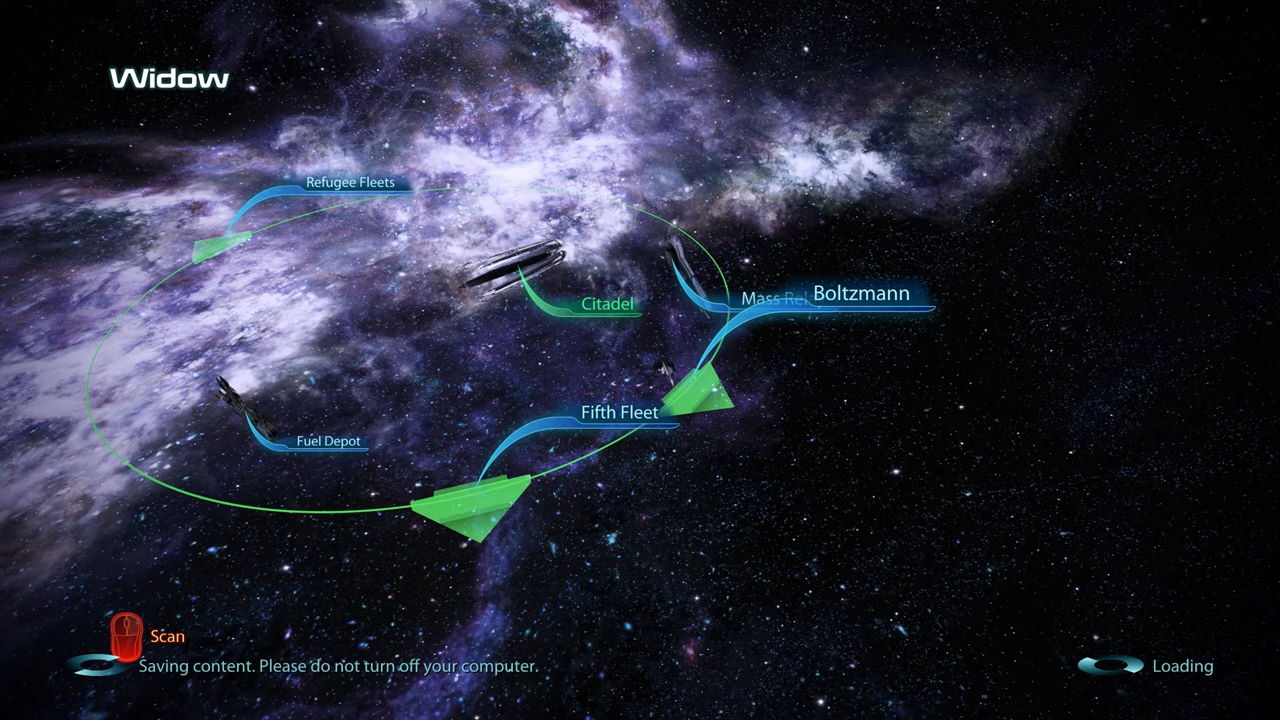 Widow
Refugee Fleets
Boltzmann
Mass
Citadel
Fifth Fleet
Fuel Depot
Scan
Saving content. Please do not turn off your computer.
Loading